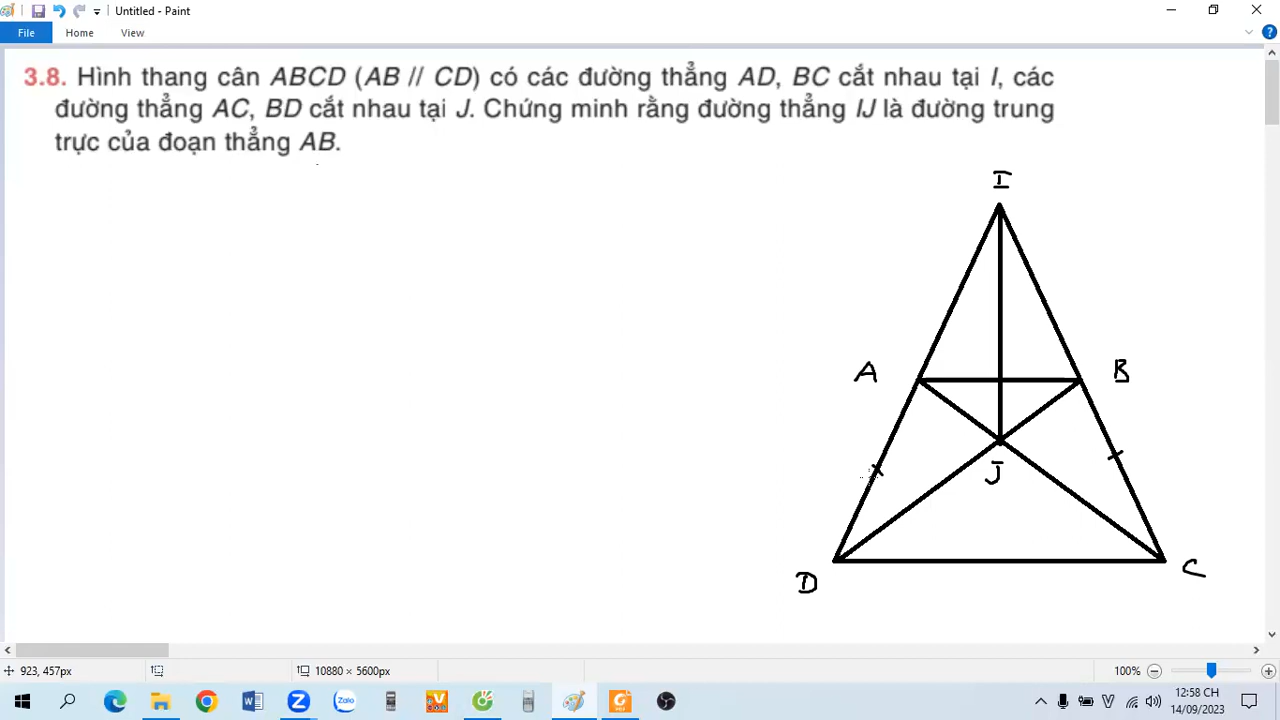 Untitled - Paint
File Home View
3.8. Hình thang cân ABCD (AB // CD) có các đường thẳng AD, BC cắt nhau tại I, các
đường thẳng AC, BD cắt nhau tại J. Chứng minh rằng đường thẳng IJ là đường trung
trực của đoạn thẳng AB.
I
A B
J
D C
923, 457px 10880 × 5600px 100%
Zalo
12:58 CH
14/09/2023